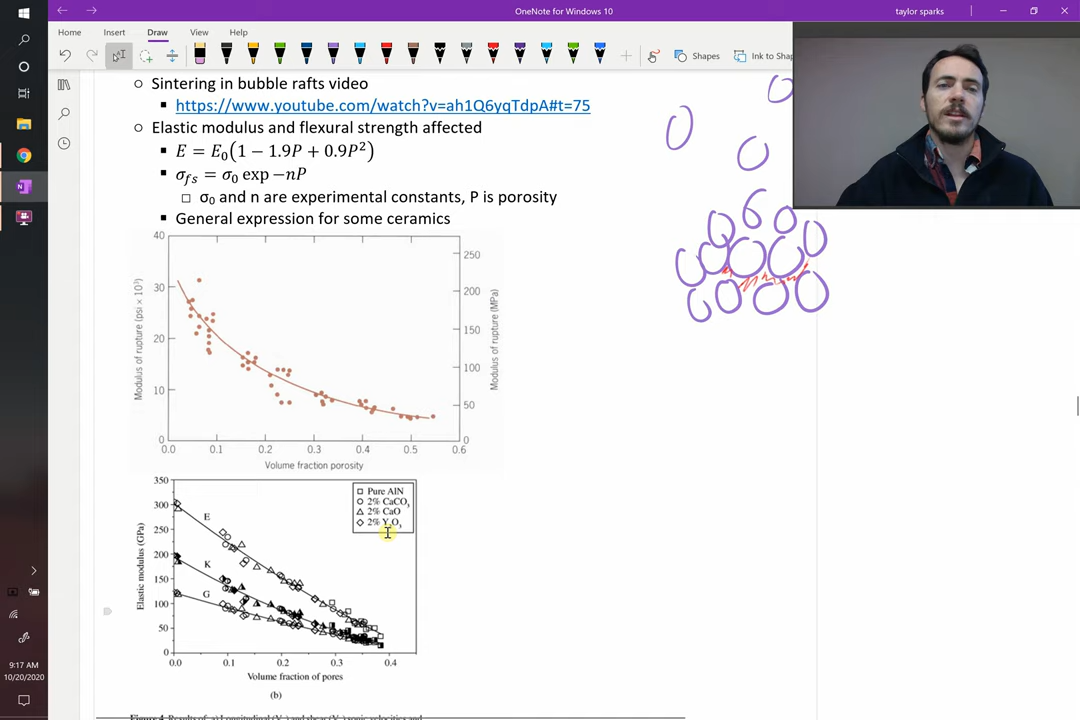 OneNote for Windows 10
taylor sparks
Home Insert Draw View Help
Shapes
Ink to Shap
Sintering in bubble rafts video
https://www.youtube.com/watch?v=ah1Q6yqTdpA#t=75
Elastic modulus and flexural strength affected
E = E₀(1 − 1.9P + 0.9P²)
σfs = σ₀ exp −nP
σ₀ and n are experimental constants, P is porosity
General expression for some ceramics
40
30
20
10
0
Modulus of rupture (psi × 10³)
250
200
150
100
50
0
Modulus of rupture (MPa)
0.0 0.1 0.2 0.3 0.4 0.5 0.6
Volume fraction porosity
350
300
250
200
150
100
50
0
Elastic modulus (GPa)
E
K
G
Pure AlN
2% CaCO₃
2% CaO
2% Y₂O₃
0.0 0.1 0.2 0.3 0.4
Volume fraction of pores
(b)
9:17 AM
10/20/2020